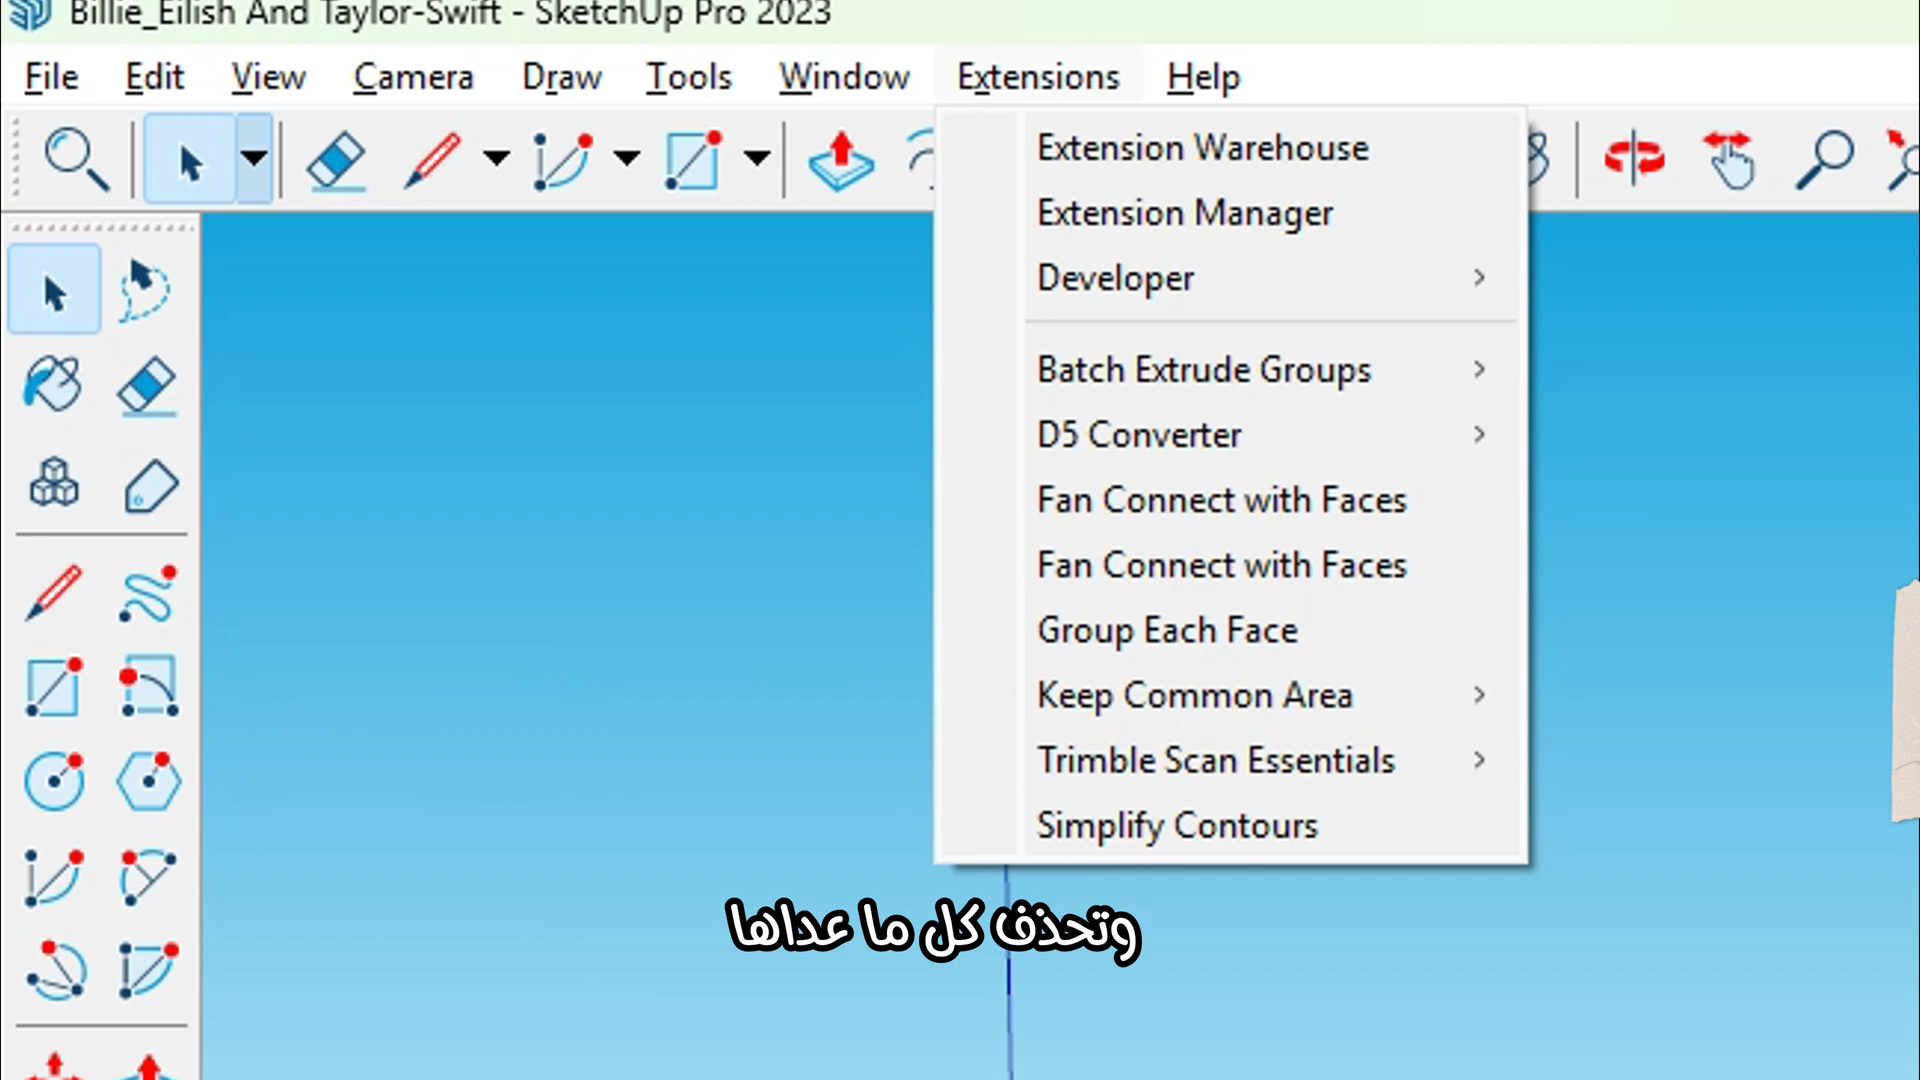 Billie_Eilish And Taylor-Swift - SketchUp Pro 2023
File Edit View Camera Draw Tools Window Extensions Help
Extension Warehouse
Extension Manager
Developer
Batch Extrude Groups
D5 Converter
Fan Connect with Faces
Fan Connect with Faces
Group Each Face
Keep Common Area
Trimble Scan Essentials
Simplify Contours
وتحذف كل ما عداها